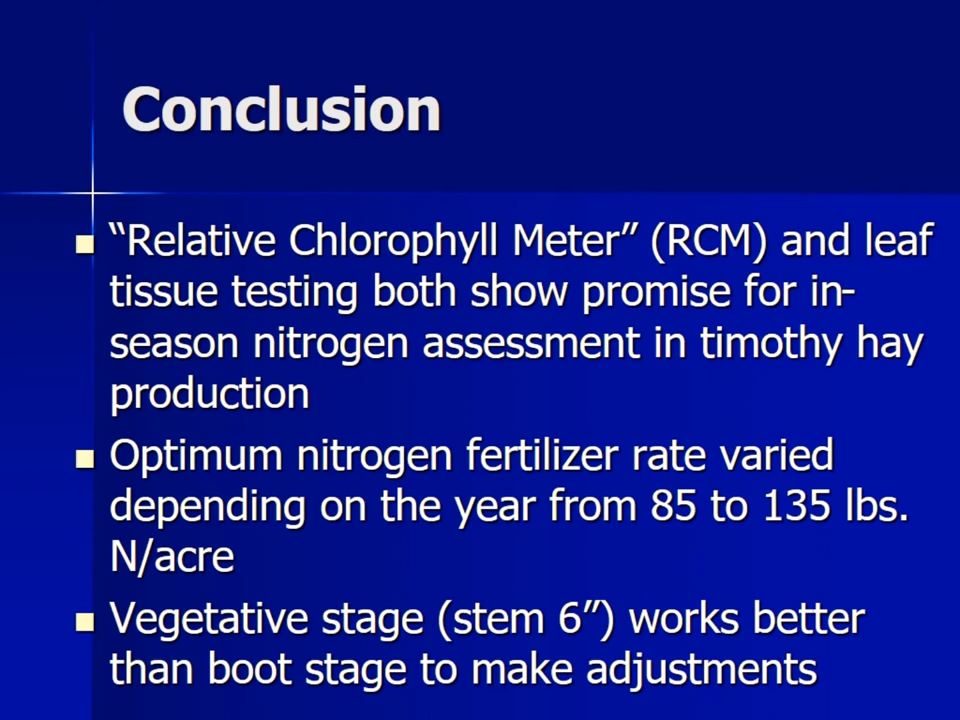 Conclusion
“Relative Chlorophyll Meter” (RCM) and leaf
tissue testing both show promise for in-
season nitrogen assessment in timothy hay
production
Optimum nitrogen fertilizer rate varied
depending on the year from 85 to 135 lbs.
N/acre
Vegetative stage (stem 6”) works better
than boot stage to make adjustments